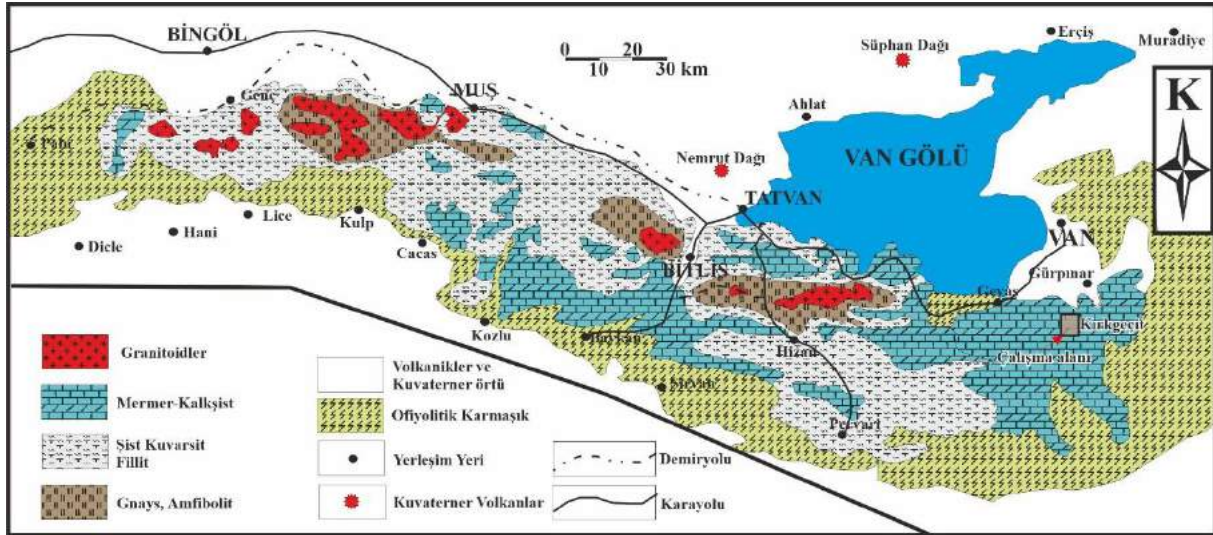 BİNGÖL
Genç
MUŞ
0 20
10 30 km
Süphan Dağı
Erçiş
Muradiye
K
Ahlat
VAN GÖLÜ
Nemrut Dağı
TATVAN
VAN
Gürpınar
Lice
Kulp
Hani
Dicle
Cacas
BİTLİS
Gevaş
Kırkgeçit
Çalışma alanı
Kozlu
Baykan
Hizan
Pervari
Granitoidler
Mermer-Kalkşist
Şist Kuvarsit
Fillit
Gnays, Amfibolit
Volkanikler ve
Kuvaterner örtü
Ofiyolitik Karmaşık
Yerleşim Yeri
Kuvaterner Volkanlar
Demiryolu
Karayolu